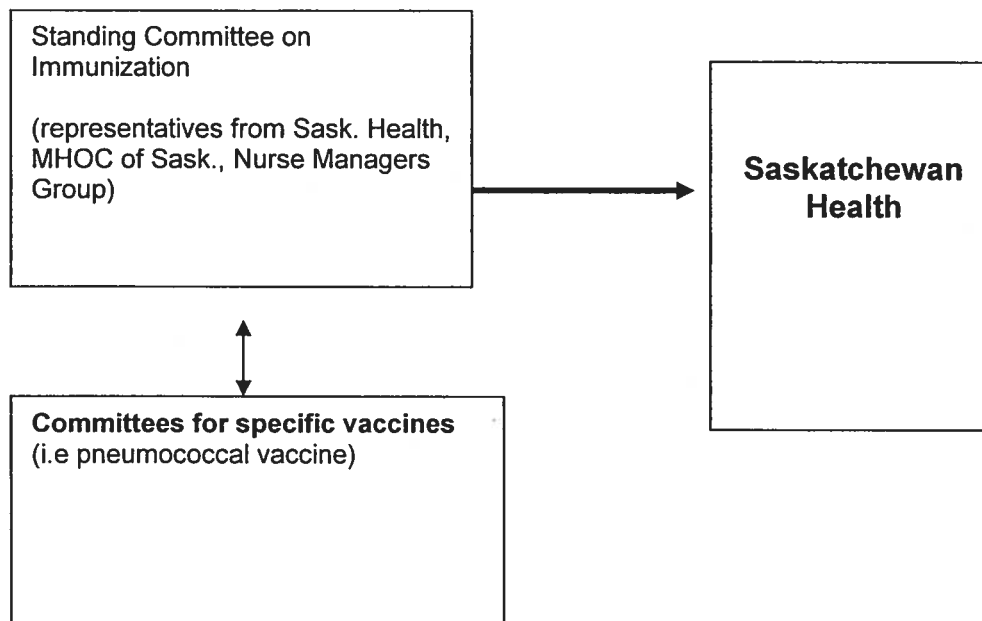 Standing Committee on
Immunization
(representatives from Sask. Health,
MHOC of Sask., Nurse Managers
Group)
Saskatchewan
Health
Committees for specific vaccines
(i.e pneumococcal vaccine)